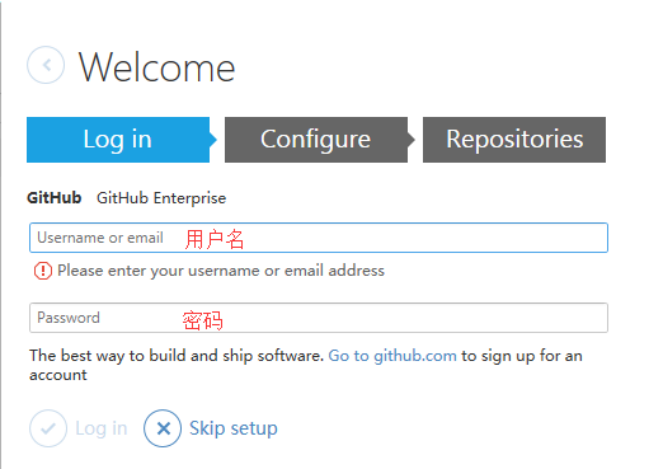 Welcome
Log in Configure Repositories
GitHub GitHub Enterprise
Username or email 用户名
Please enter your username or email address
Password 密码
The best way to build and ship software. Go to github.com to sign up for an
account
Log in Skip setup